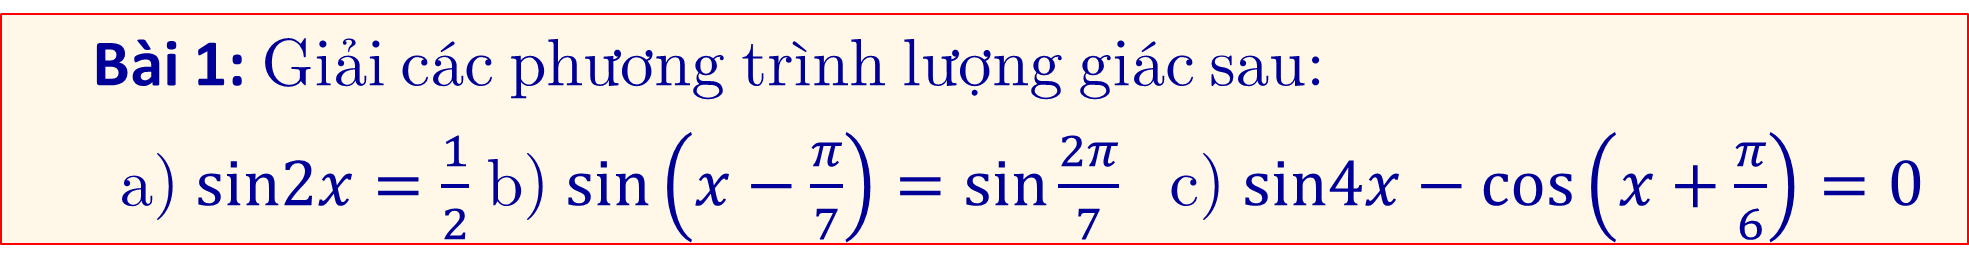 Bài 1: Giải các phương trình lượng giác sau:
a) sin2x = 1/2 b) sin(x − π/7) = sin 2π/7 c) sin4x − cos(x + π/6) = 0